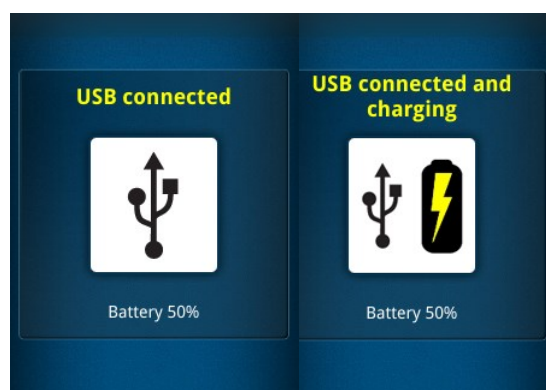 USB connected
Battery 50%
USB connected and
charging
Battery 50%